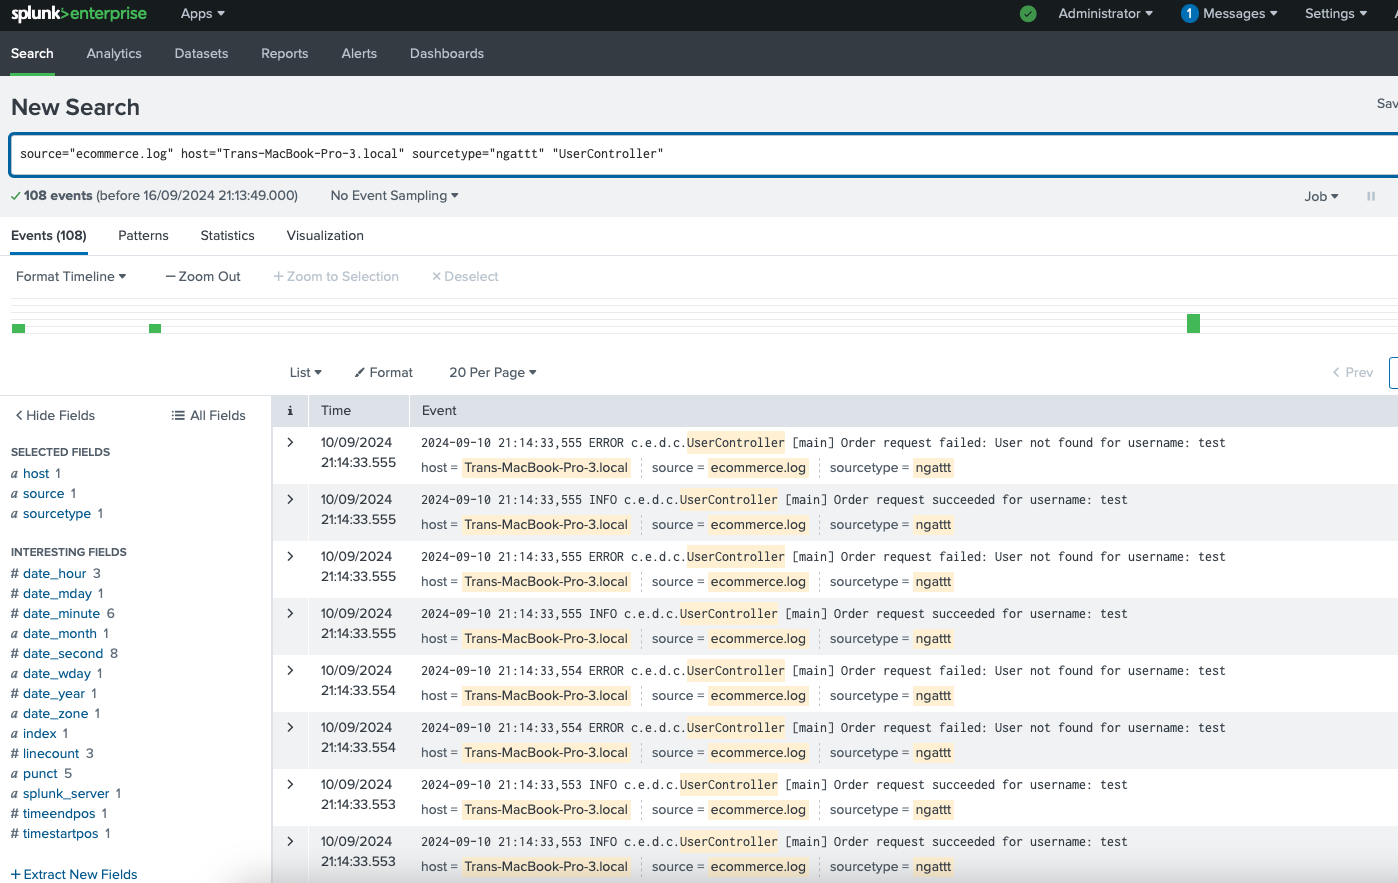 splunk>enterprise Apps Administrator 1 Messages Settings
Search Analytics Datasets Reports Alerts Dashboards
New Search
source="ecommerce.log" host="Trans-MacBook-Pro-3.local" sourcetype="ngattt" "UserController"
108 events (before 16/09/2024 21:13:49.000) No Event Sampling Job
Events (108) Patterns Statistics Visualization
Format Timeline – Zoom Out + Zoom to Selection × Deselect
List Format 20 Per Page < Prev
< Hide Fields All Fields
i Time Event
SELECTED FIELDS
a host 1
a source 1
a sourcetype 1
INTERESTING FIELDS
# date_hour 3
# date_mday 1
# date_minute 6
a date_month 1
# date_second 8
a date_wday 1
# date_year 1
a date_zone 1
a index 1
# linecount 3
a punct 5
a splunk_server 1
# timeendpos 1
# timestartpos 1
+ Extract New Fields
> 10/09/2024 2024-09-10 21:14:33,555 ERROR c.e.d.c.UserController [main] Order request failed: User not found for username: test
21:14:33.555 host = Trans-MacBook-Pro-3.local source = ecommerce.log sourcetype = ngattt
> 10/09/2024 2024-09-10 21:14:33,555 INFO c.e.d.c.UserController [main] Order request succeeded for username: test
21:14:33.555 host = Trans-MacBook-Pro-3.local source = ecommerce.log sourcetype = ngattt
> 10/09/2024 2024-09-10 21:14:33,555 ERROR c.e.d.c.UserController [main] Order request failed: User not found for username: test
21:14:33.555 host = Trans-MacBook-Pro-3.local source = ecommerce.log sourcetype = ngattt
> 10/09/2024 2024-09-10 21:14:33,555 INFO c.e.d.c.UserController [main] Order request succeeded for username: test
21:14:33.555 host = Trans-MacBook-Pro-3.local source = ecommerce.log sourcetype = ngattt
> 10/09/2024 2024-09-10 21:14:33,554 ERROR c.e.d.c.UserController [main] Order request failed: User not found for username: test
21:14:33.554 host = Trans-MacBook-Pro-3.local source = ecommerce.log sourcetype = ngattt
> 10/09/2024 2024-09-10 21:14:33,554 ERROR c.e.d.c.UserController [main] Order request failed: User not found for username: test
21:14:33.554 host = Trans-MacBook-Pro-3.local source = ecommerce.log sourcetype = ngattt
> 10/09/2024 2024-09-10 21:14:33,553 INFO c.e.d.c.UserController [main] Order request succeeded for username: test
21:14:33.553 host = Trans-MacBook-Pro-3.local source = ecommerce.log sourcetype = ngattt
> 10/09/2024 2024-09-10 21:14:33,553 INFO c.e.d.c.UserController [main] Order request succeeded for username: test
21:14:33.553 host = Trans-MacBook-Pro-3.local source = ecommerce.log sourcetype = ngattt